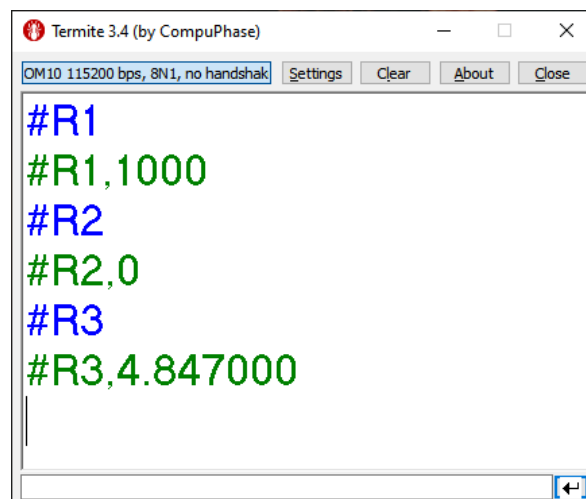 Termite 3.4 (by CompuPhase)
OM10 115200 bps, 8N1, no handshak
Settings
Clear
About
Close
#R1
#R1,1000
#R2
#R2,0
#R3
#R3,4.847000